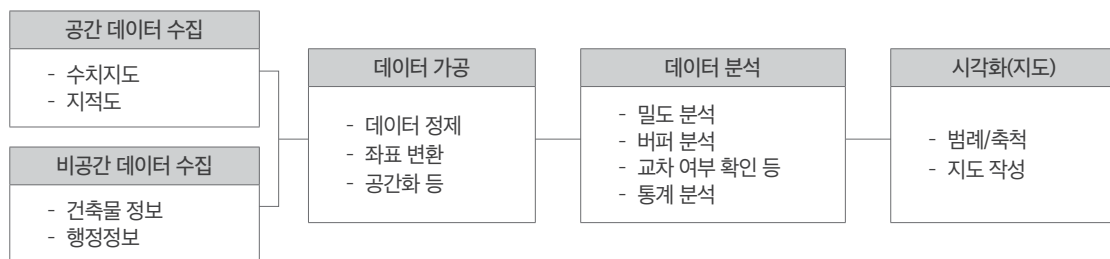 공간 데이터 수집
- 수치지도
- 지적도
비공간 데이터 수집
- 건축물 정보
- 행정정보
데이터 가공
- 데이터 정제
- 좌표 변환
- 공간화 등
데이터 분석
- 밀도 분석
- 버퍼 분석
- 교차 여부 확인 등
- 통계 분석
시각화(지도)
- 범례/축척
- 지도 작성